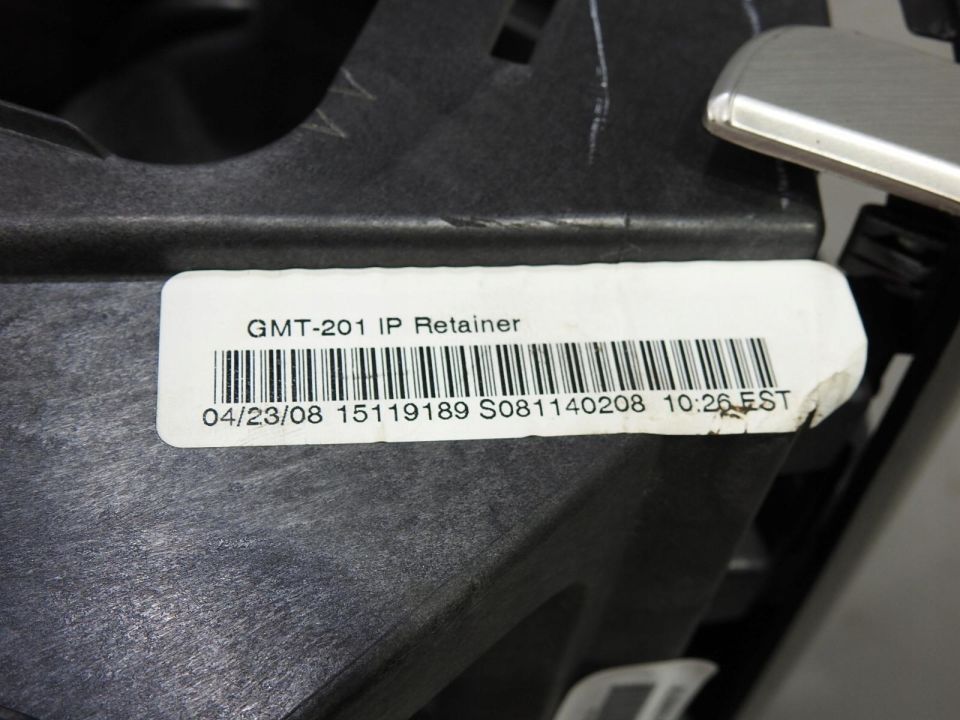 GMT-201 IP Retainer
04/23/08 15119189 S081140208 10:26 EST